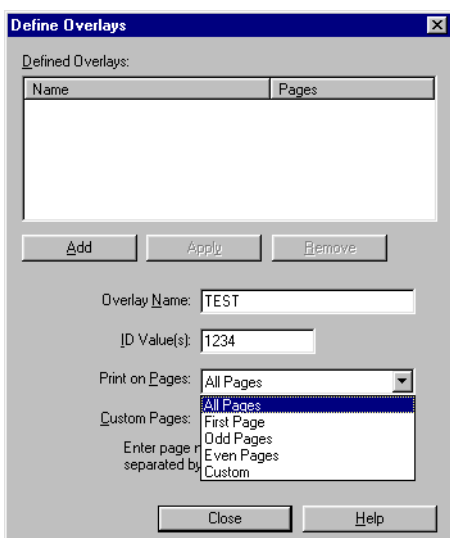 Define Overlays
Defined Overlays:
Name Pages
Add Apply Remove
Overlay Name: TEST
ID Value(s): 1234
Print on Pages: All Pages
All Pages
Custom Pages: First Page
Odd Pages
Enter page
Even Pages
separated by
Custom
Close Help